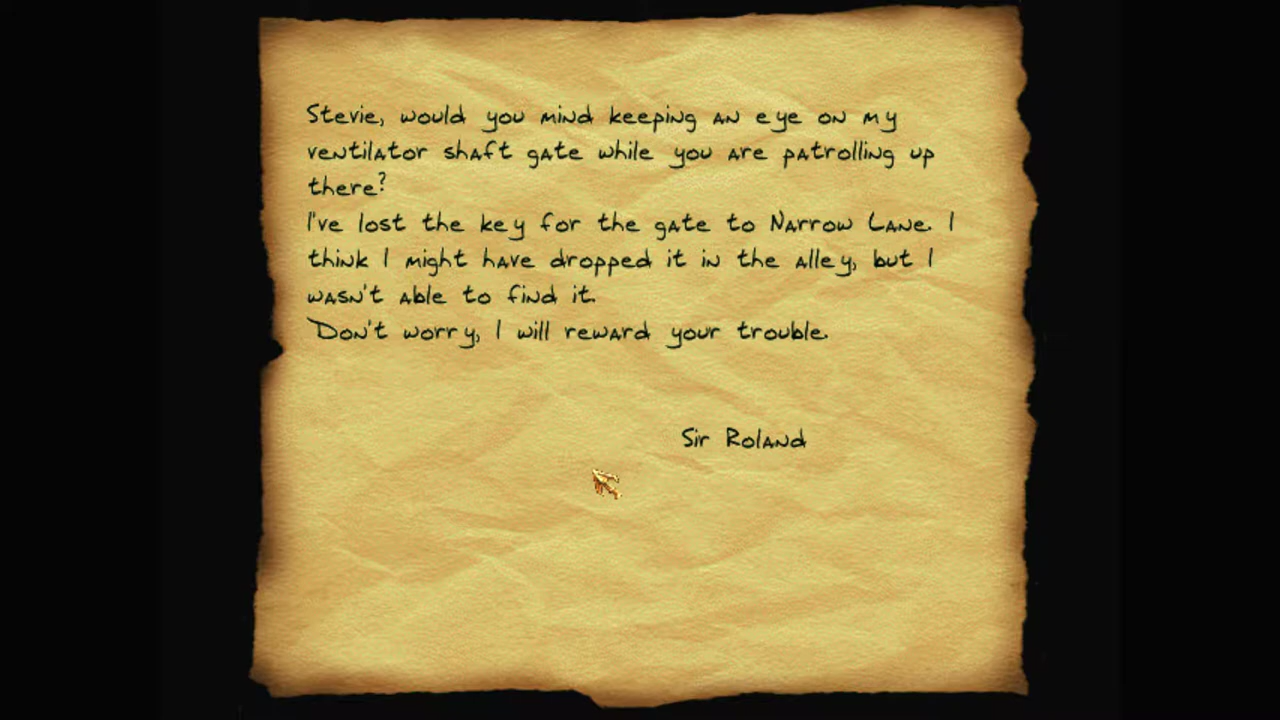 Stevie, would you mind keeping an eye on my
ventilator shaft gate while you are patrolling up
there?
I've lost the key for the gate to Narrow Lane. I
think I might have dropped it in the alley, but I
wasn't able to find it.
Don't worry, I will reward your trouble.
Sir Roland